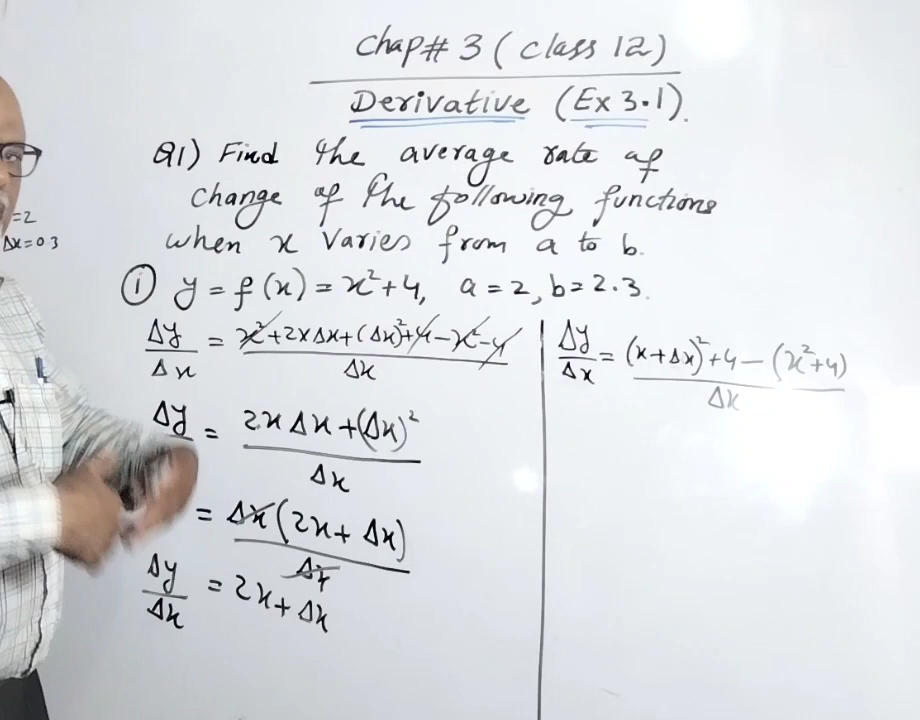 Chap# 3 ( Class 12)
Derivative (Ex 3.1).
Q1) Find the average rate of
change of the following functions
when x varies from a to b.
① y = f(x) = x²+4, a = 2, b = 2.3.
Δy/Δx = x²+2xΔx+(Δx)²+4-x²-4/Δx
Δy = 2xΔx+(Δx)²/Δx
= Δx(2x+Δx)/Δx
Δy/Δx = 2x+Δx
Δy/Δx = (x+Δx)²+4-(x²+4)/Δx
=2
Δx=03